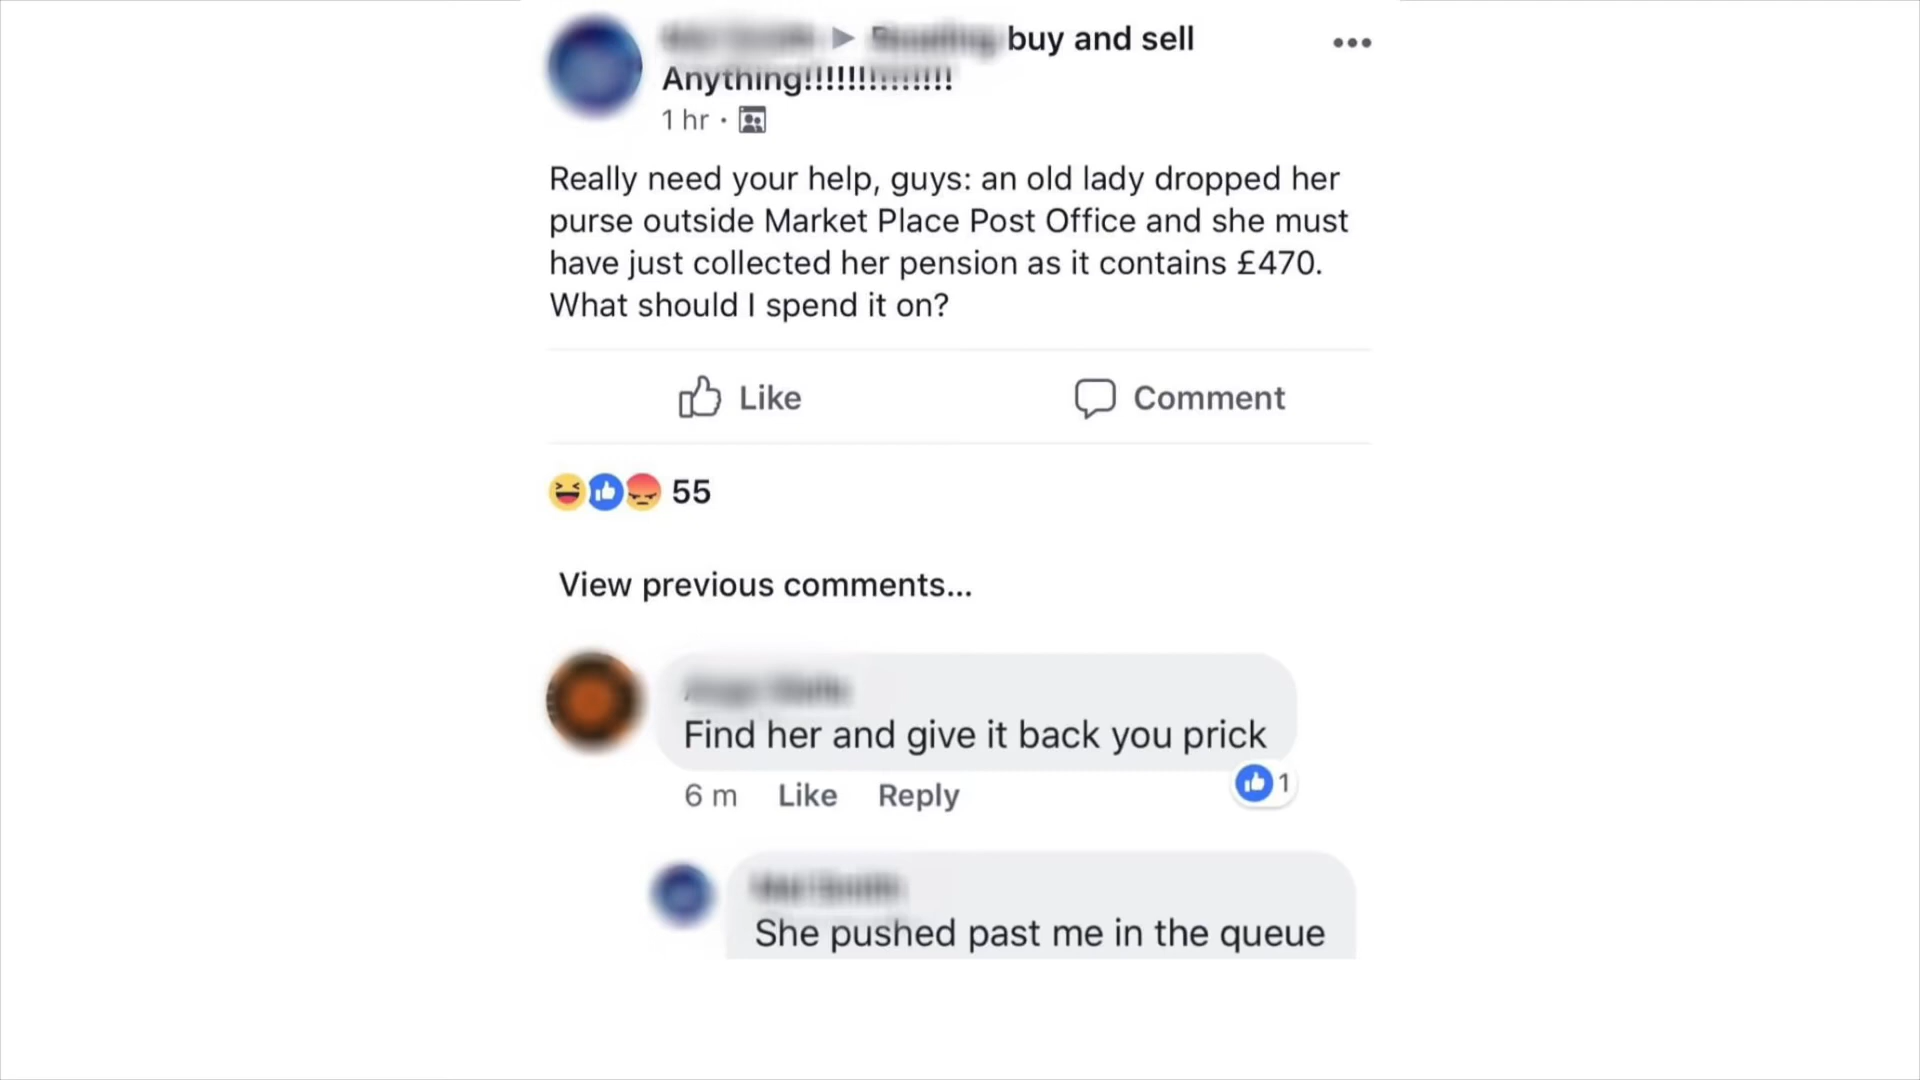 buy and sell
Anything!!!!!!!!!!!!!!
1 hr ·
Really need your help, guys: an old lady dropped her
purse outside Market Place Post Office and she must
have just collected her pension as it contains £470.
What should I spend it on?
Like Comment
55
View previous comments...
Find her and give it back you prick
6 m Like Reply 1
She pushed past me in the queue